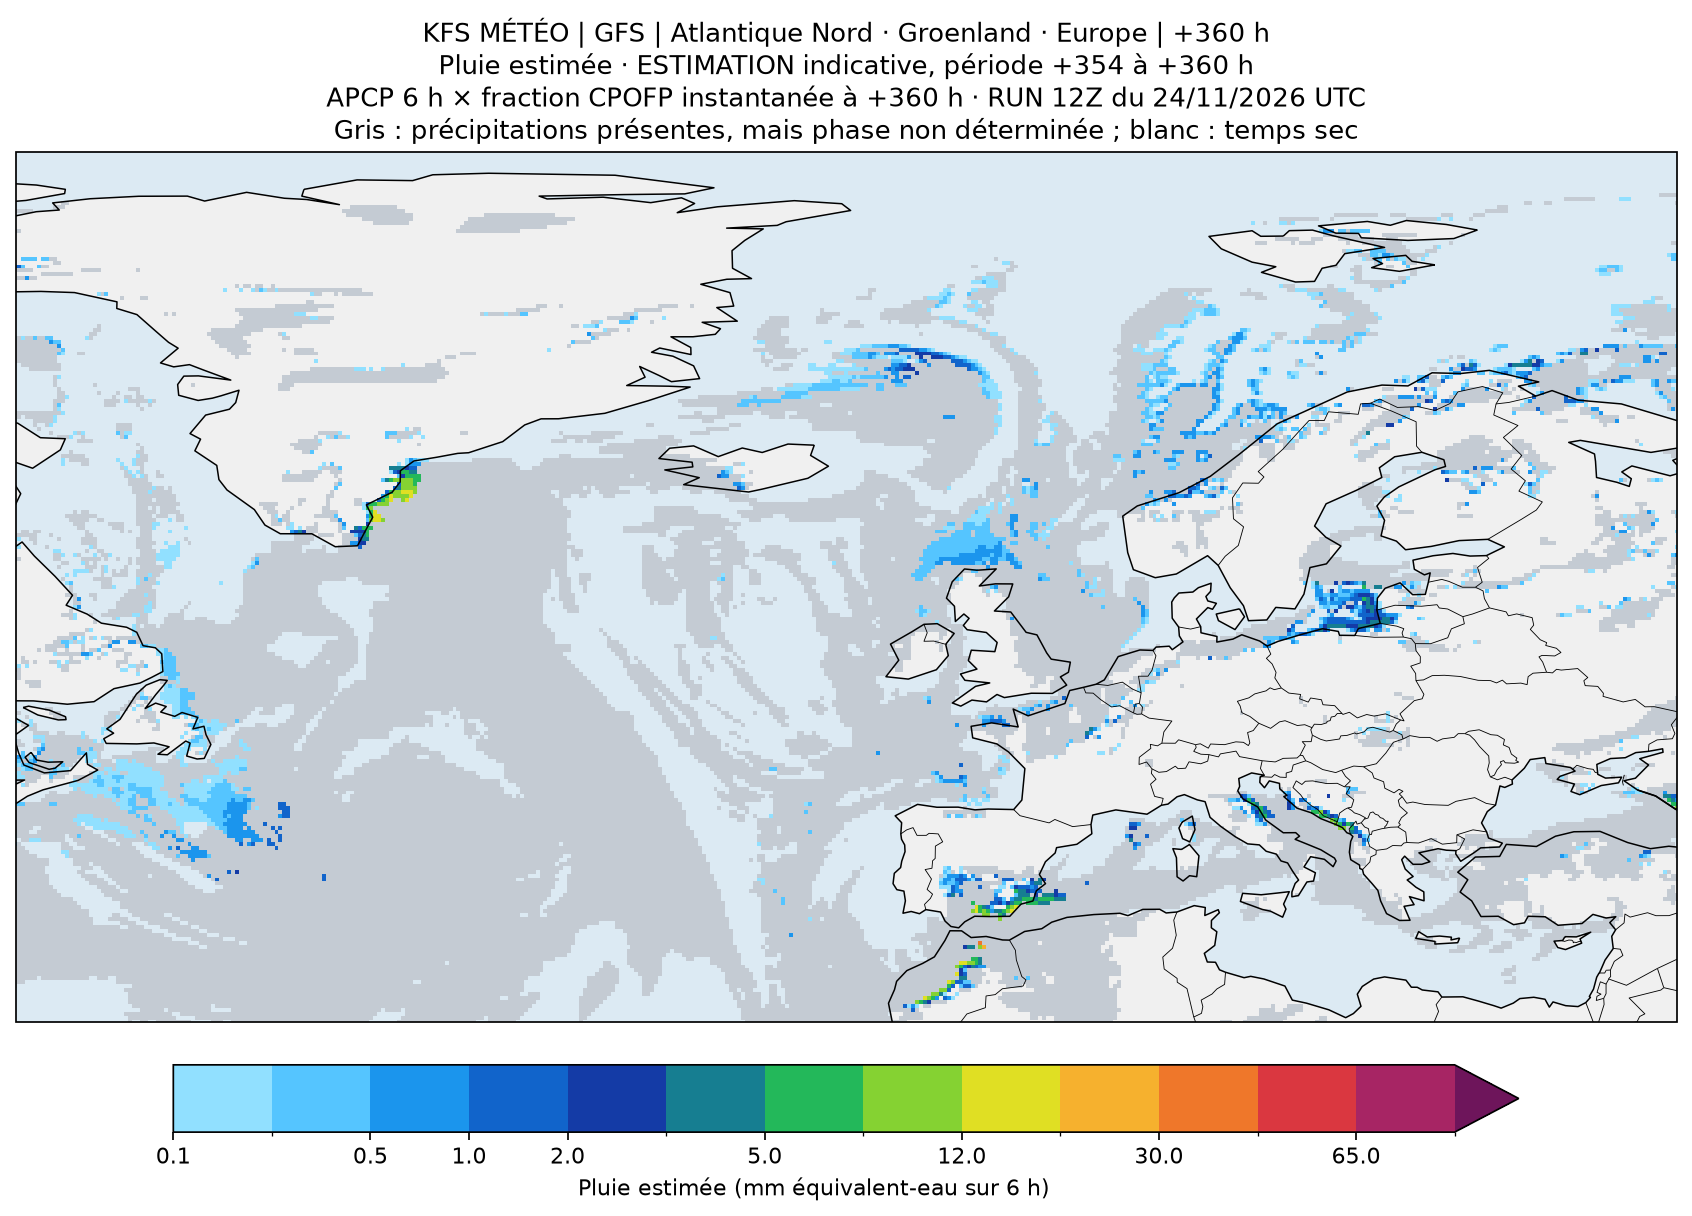 KFS MÉTÉO | GFS | Atlantique Nord · Groenland · Europe | +360 h
Pluie estimée · ESTIMATION indicative, période +354 à +360 h
APCP 6 h × fraction CPOFP instantanée à +360 h · RUN 12Z du 24/11/2026 UTC
Gris : précipitations présentes, mais phase non déterminée ; blanc : temps sec
0.1 0.5 1.0 2.0 5.0 12.0 30.0 65.0
Pluie estimée (mm équivalent-eau sur 6 h)